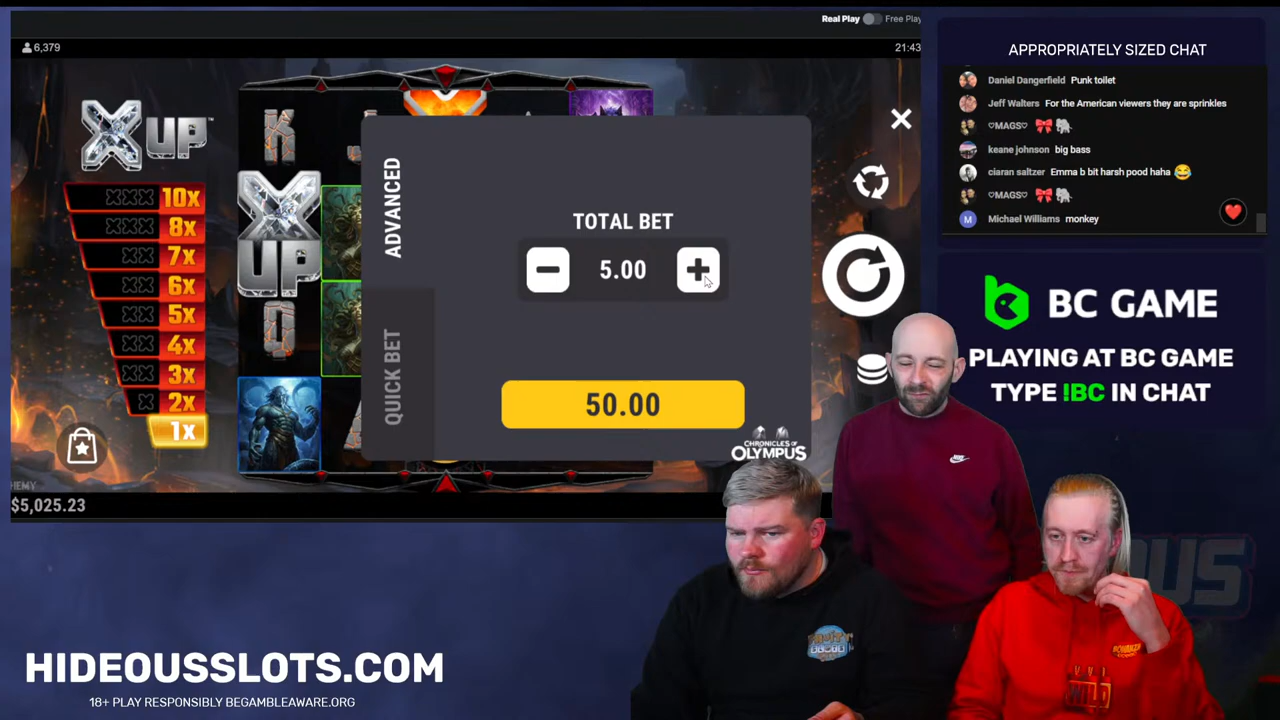 Real Play Free Play
6,379
21:43
X UP™
10x
8x
7x
6x
5x
4x
3x
2x
1x
K
X
UP
Q
ADVANCED
QUICK BET
TOTAL BET
5.00
50.00
CHRONICLES OF
OLYMPUS
$5,025.23
APPROPRIATELY SIZED CHAT
Daniel Dangerfield Punk toilet
Jeff Walters For the American viewers they are sprinkles
♡MAGS♡
keane johnson big bass
ciaran saltzer Emma b bit harsh pood haha
♡MAGS♡
M Michael Williams monkey
BC GAME
PLAYING AT BC GAME
TYPE !BC IN CHAT
HIDEOUSSLOTS.COM
18+ PLAY RESPONSIBLY BEGAMBLEAWARE.ORG
WILD